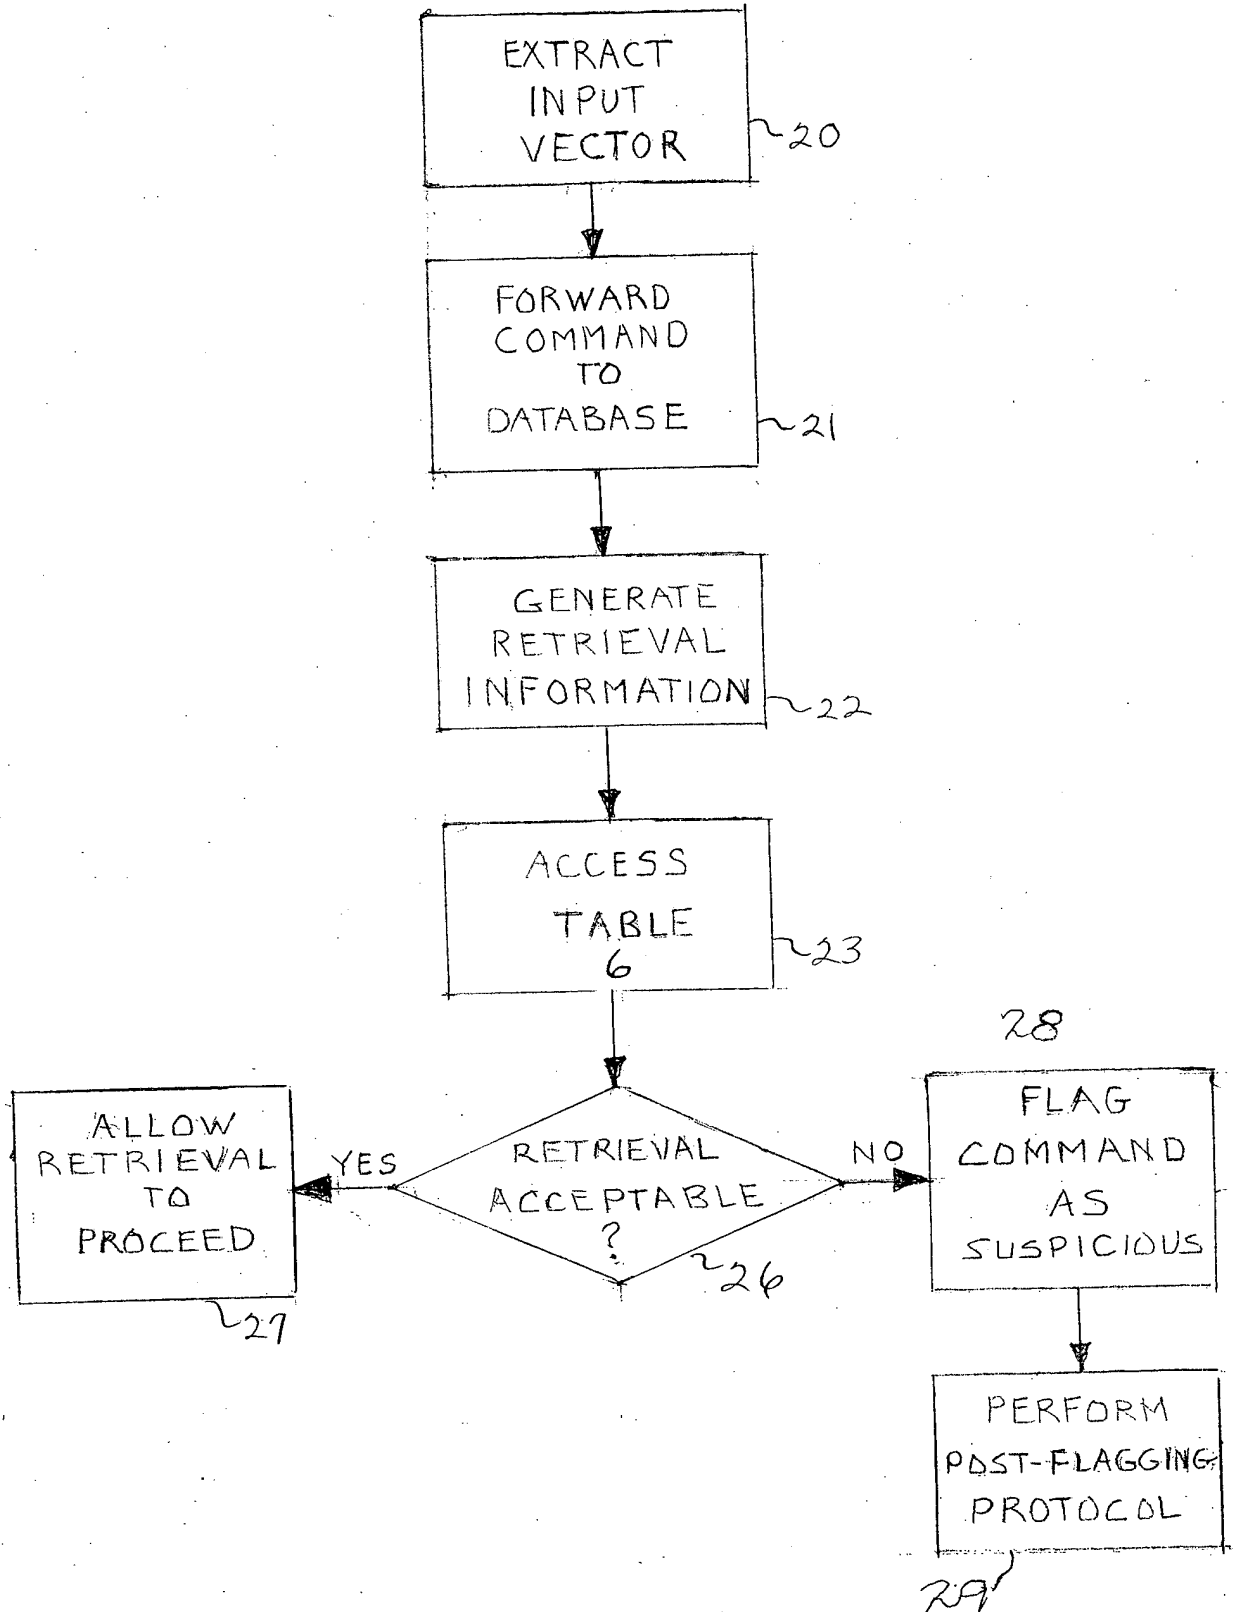 EXTRACT
INPUT
VECTOR
20
FORWARD
COMMAND
TO
DATABASE
21
GENERATE
RETRIEVAL
INFORMATION
22
ACCESS
TABLE
6
23
RETRIEVAL
ACCEPTABLE
?
26
YES
ALLOW
RETRIEVAL
TO
PROCEED
27
NO
28
FLAG
COMMAND
AS
SUSPICIOUS
PERFORM
POST-FLAGGING
PROTOCOL
29